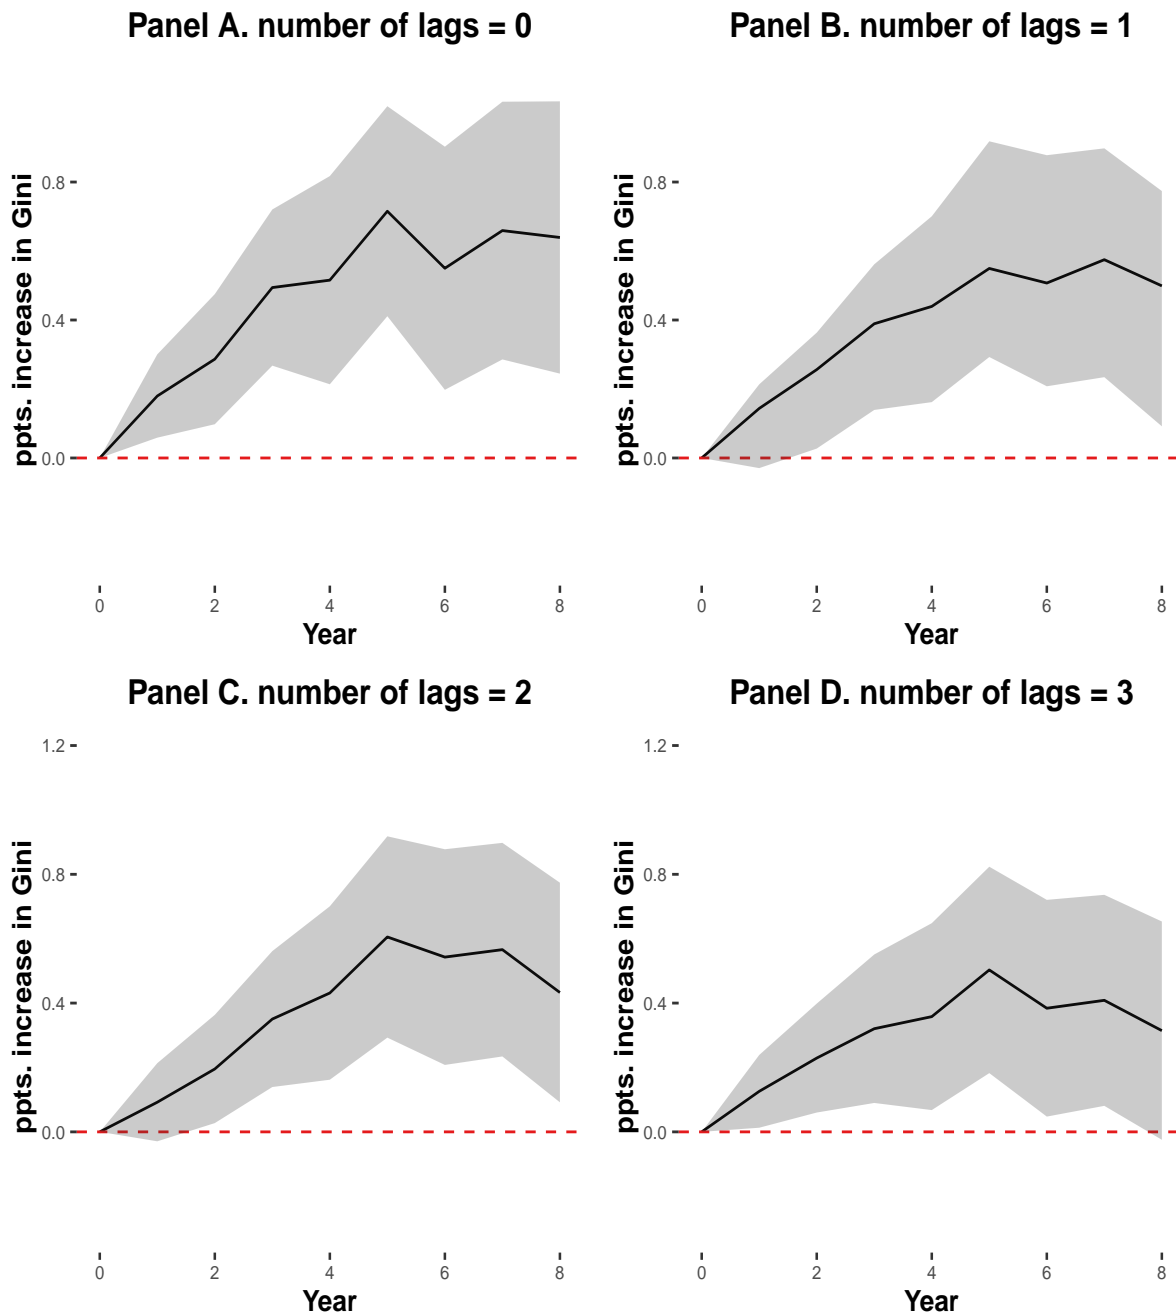 Panel A. number of lags = 0
ppts. increase in Gini
0.8
0.4
0.0
0 2 4 6 8
Year
Panel B. number of lags = 1
ppts. increase in Gini
0.8
0.4
0.0
0 2 4 6 8
Year
Panel C. number of lags = 2
ppts. increase in Gini
1.2
0.8
0.4
0.0
0 2 4 6 8
Year
Panel D. number of lags = 3
ppts. increase in Gini
1.2
0.8
0.4
0.0
0 2 4 6 8
Year